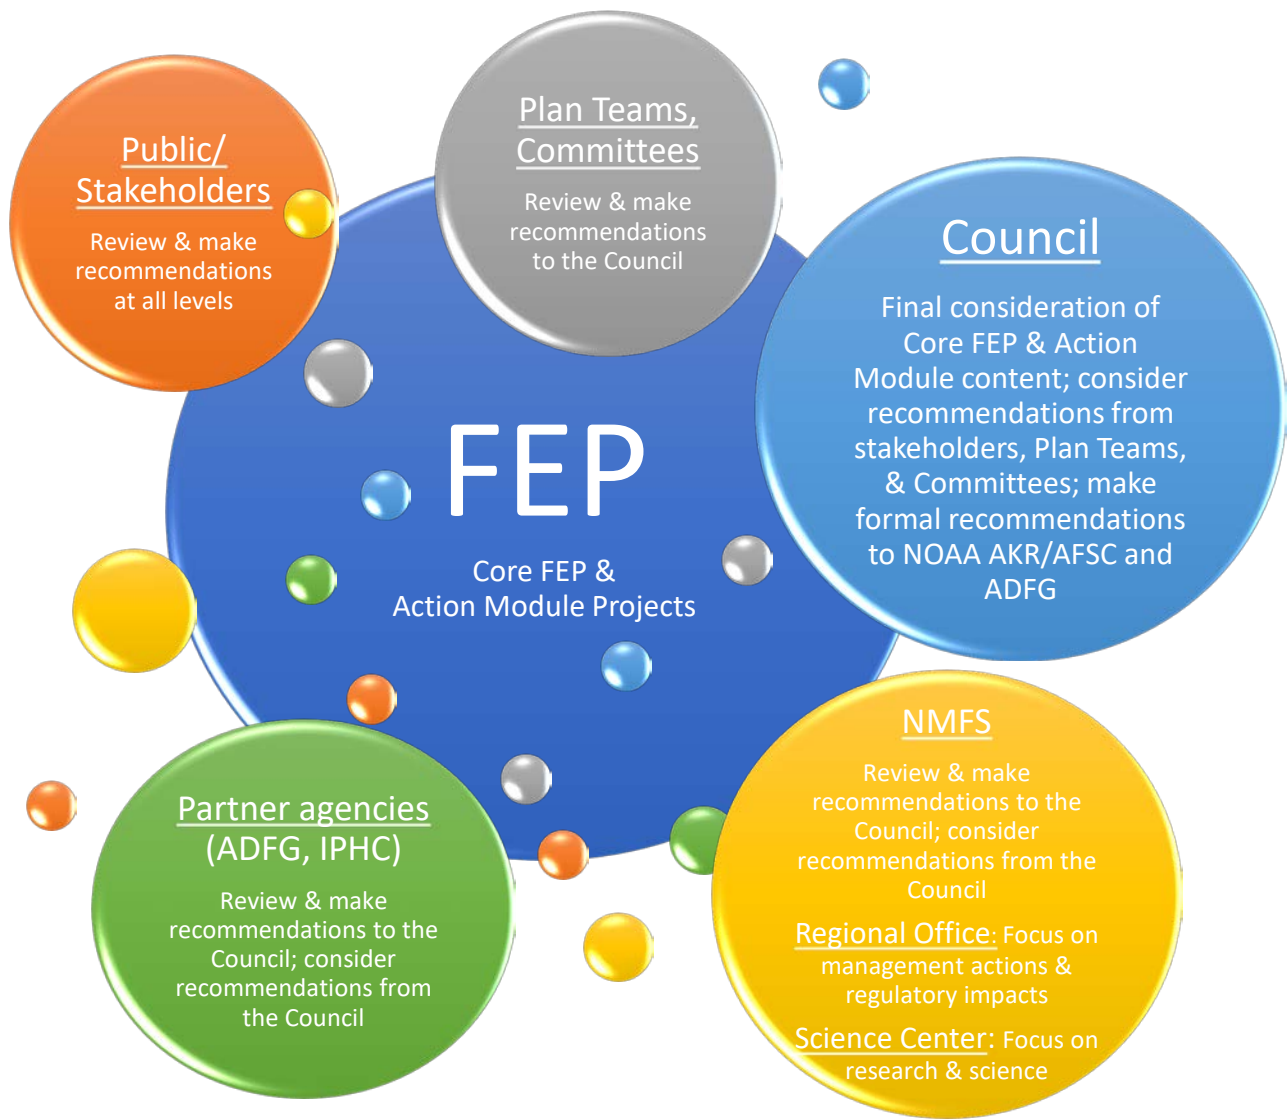 Public/
Stakeholders
Review & make
recommendations
at all levels
Plan Teams,
Committees
Review & make
recommendations
to the Council
Council
Final consideration of
Core FEP & Action
Module content; consider
recommendations from
stakeholders, Plan Teams,
& Committees; make
formal recommendations
to NOAA AKR/AFSC and
ADFG
FEP
Core FEP &
Action Module Projects
Partner agencies
(ADFG, IPHC)
Review & make
recommendations to the
Council; consider
recommendations from
the Council
NMFS
Review & make
recommendations to the
Council; consider
recommendations from the
Council
Regional Office: Focus on
management actions &
regulatory impacts
Science Center: Focus on
research & science